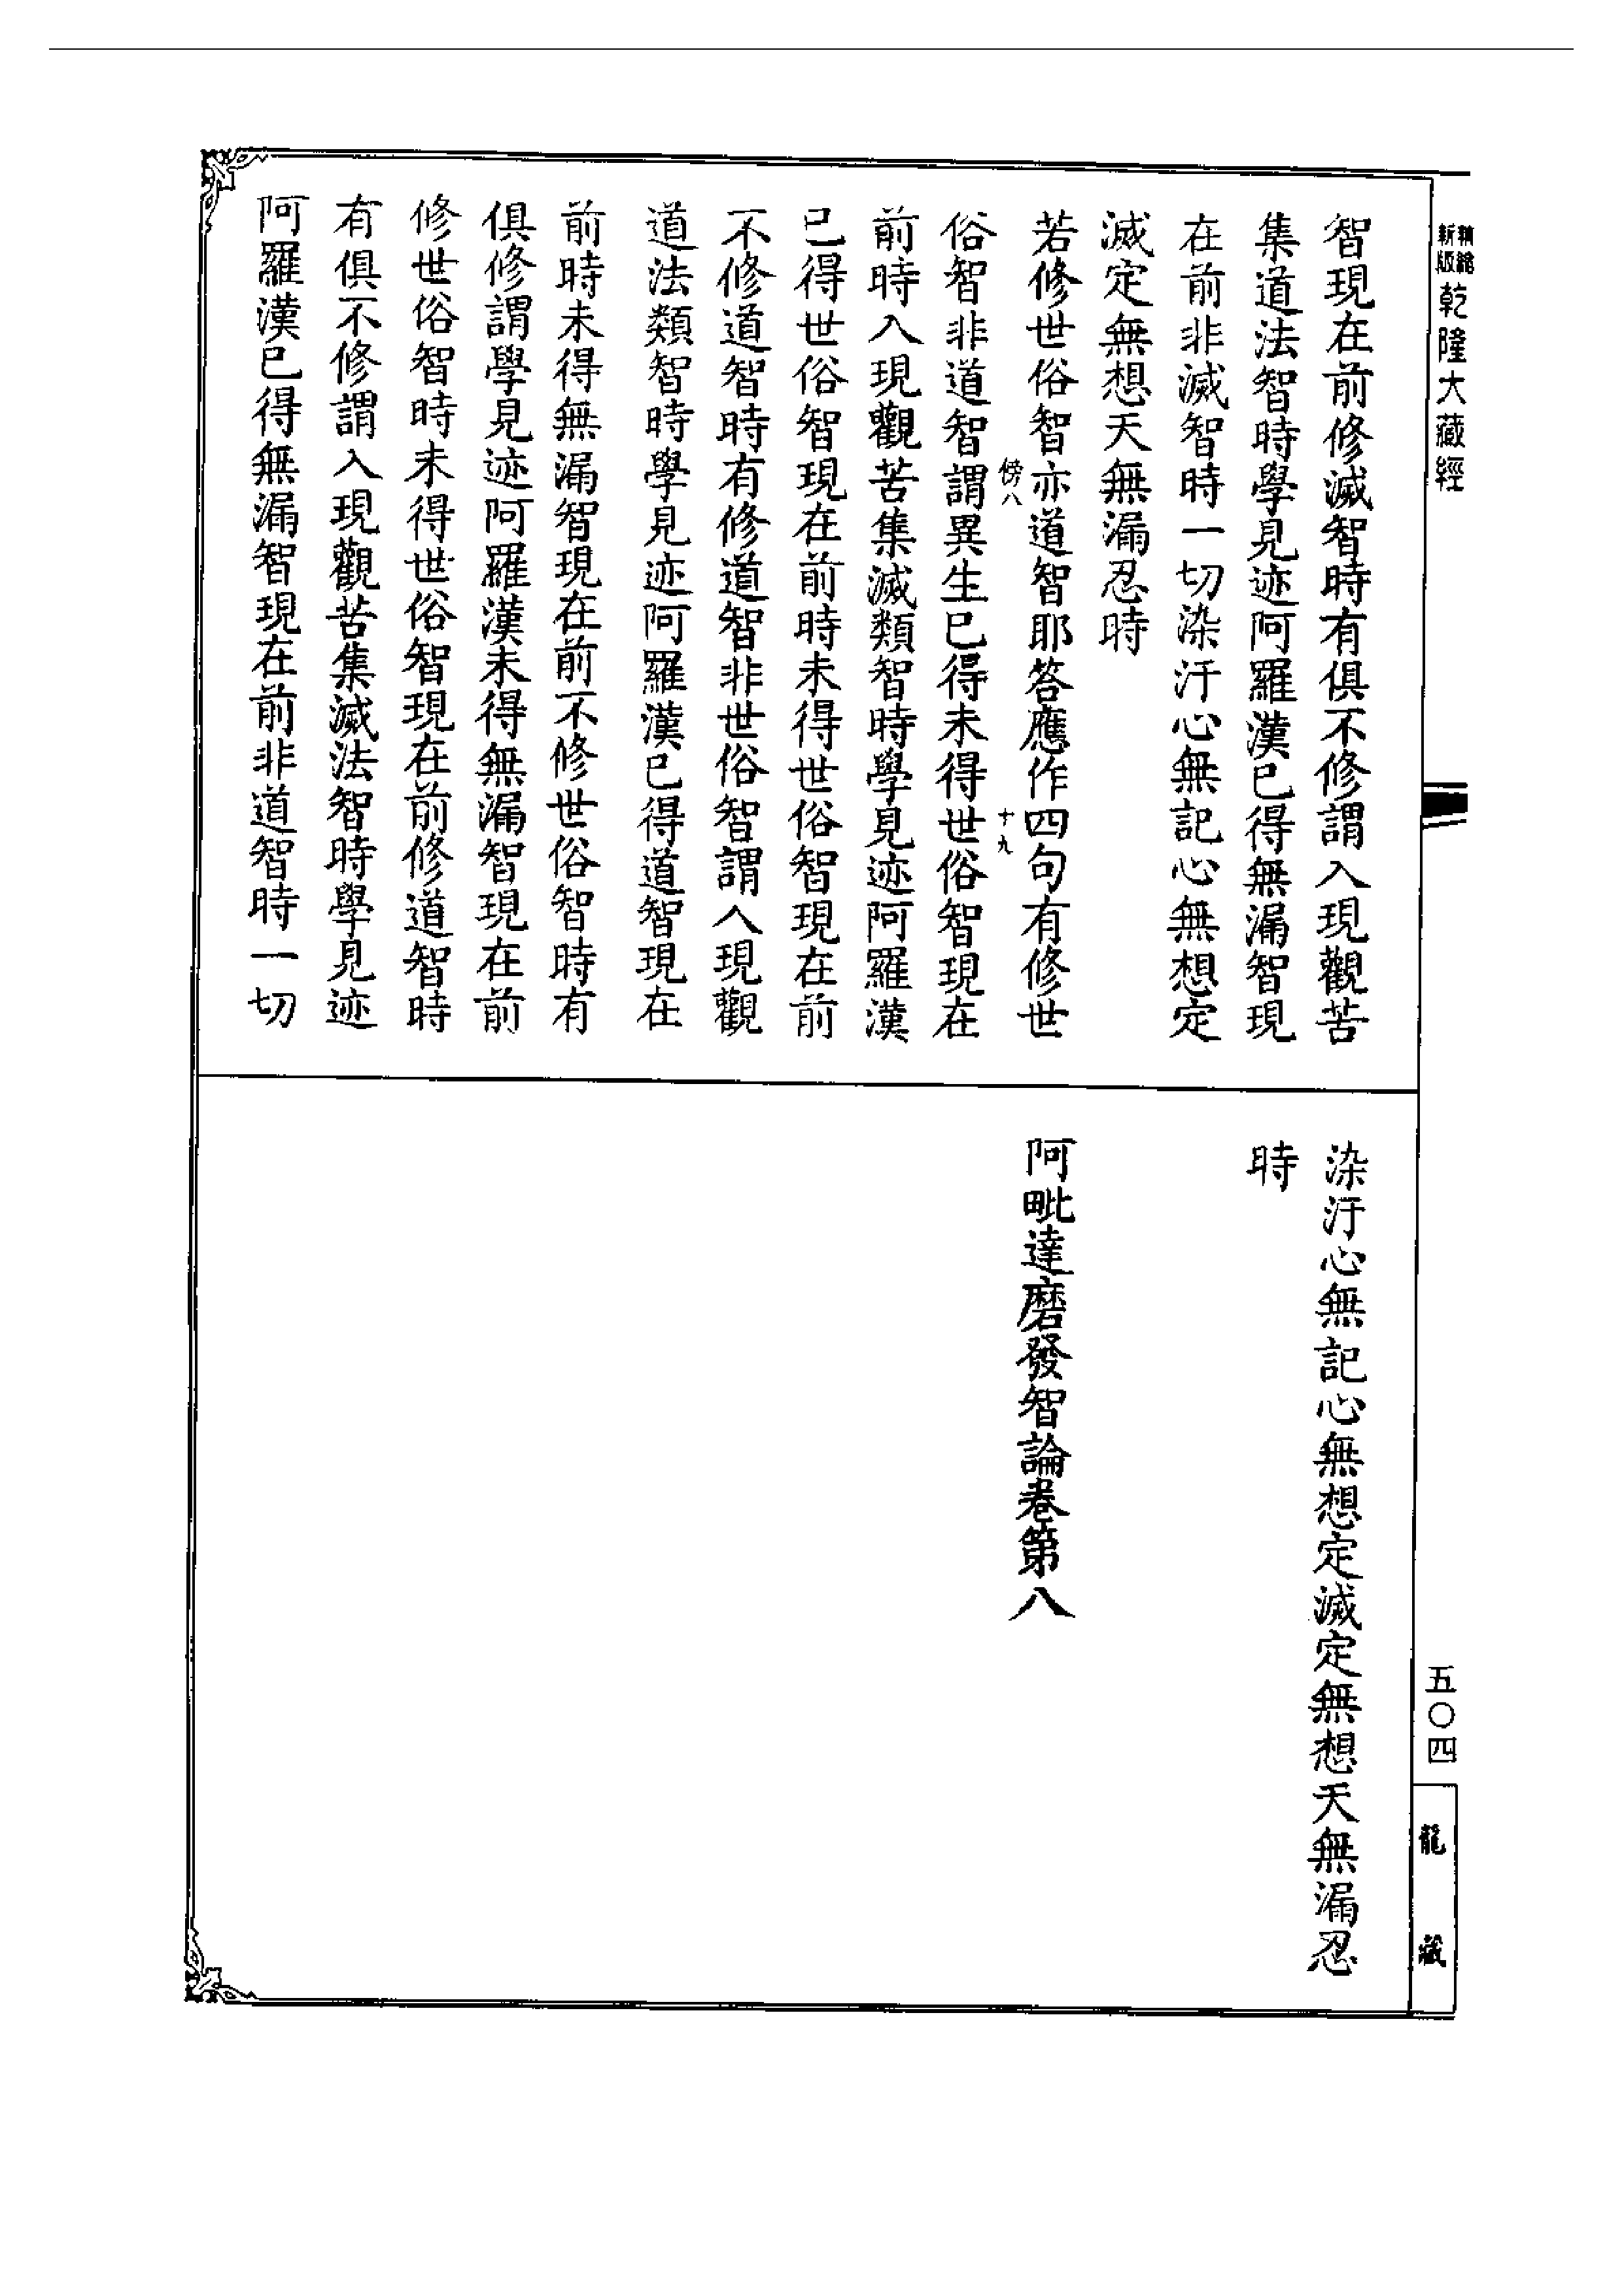 精縮
新版
乾隆大藏經
智現在前修滅智時有俱不修謂入現觀苦
集道法智時學見迹阿羅漢已得無漏智現
在前非滅智時一切染汙心無記心無想定
滅定無想天無漏忍時
若修世俗智亦道智耶答應作四句有修世
傍八
十九
俗智非道智謂異生已得未得世俗智現在
前時入現觀苦集滅類智時學見迹阿羅漢
已得世俗智現在前時未得世俗智現在前
不修道智時有修道智非世俗智謂入現觀
道法類智時學見迹阿羅漢已得道智現在
前時未得無漏智現在前不修世俗智時有
俱修謂學見迹阿羅漢未得無漏智現在前
修世俗智時未得世俗智現在前修道智時
有俱不修謂入現觀苦集滅法智時學見迹
阿羅漢已得無漏智現在前非道智時一切
染汙心無記心無想定滅定無想天無漏忍
時
阿毗達磨發智論卷第八
五〇四
龍藏